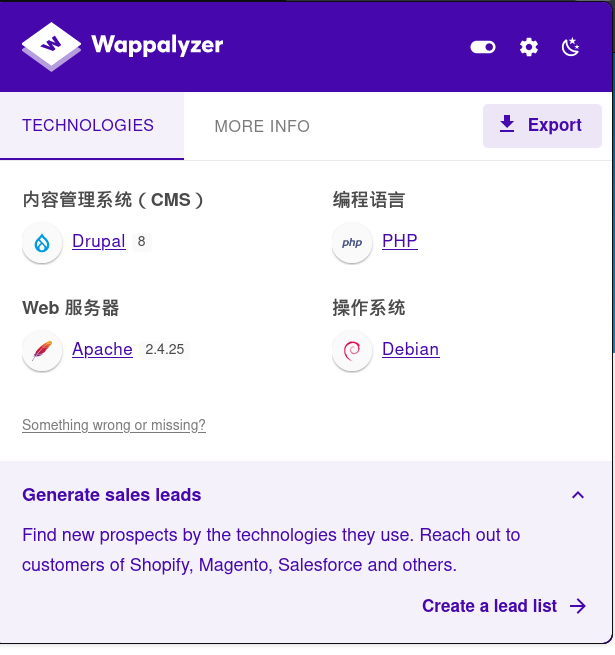 Wappalyzer
TECHNOLOGIES
MORE INFO
Export
内容管理系统（CMS）
Drupal 8
编程语言
php PHP
Web 服务器
Apache 2.4.25
操作系统
Debian
Something wrong or missing?
Generate sales leads
Find new prospects by the technologies they use. Reach out to
customers of Shopify, Magento, Salesforce and others.
Create a lead list